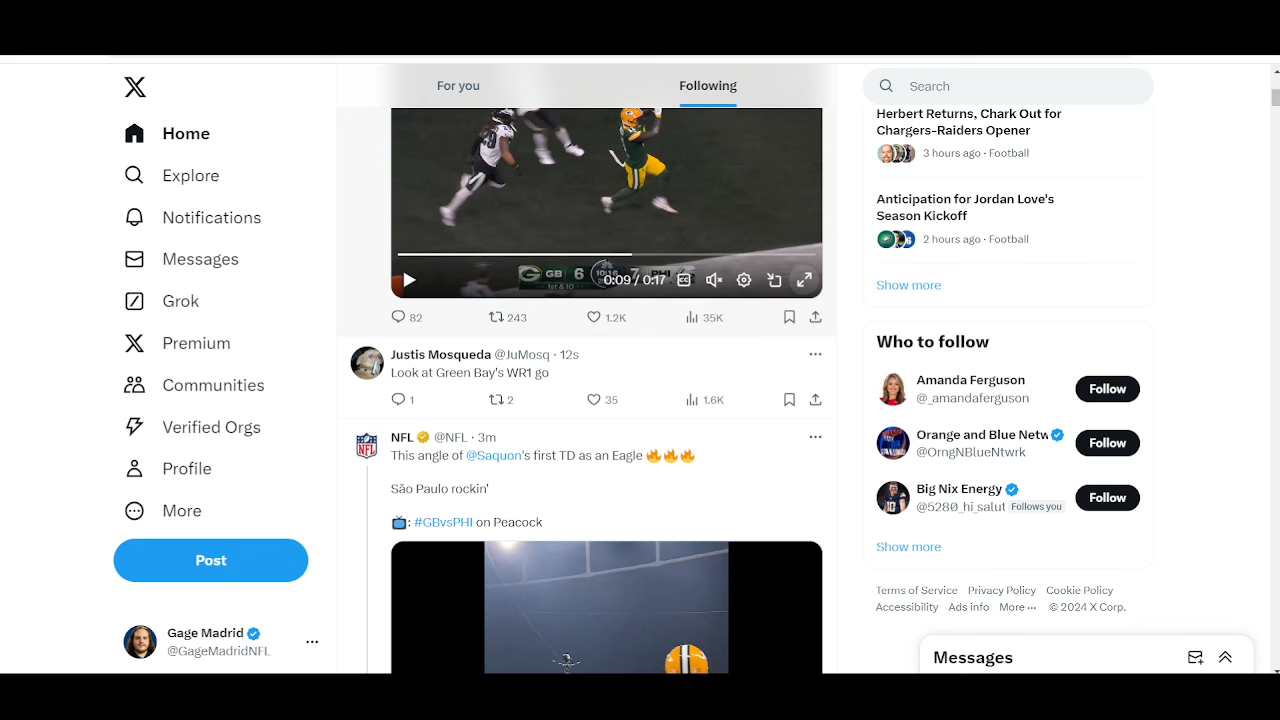 For you
Following
Search
Home
Explore
Notifications
Messages
Grok
Premium
Communities
Verified Orgs
Profile
More
Post
Gage Madrid
@GageMadridNFL
GB 6 10:16 7 PHI
1st & 10
0:09 / 0:17
82 243 1.2K 35K
Justis Mosqueda @JuMosq · 12s
Look at Green Bay's WR1 go
1 2 35 1.6K
NFL @NFL · 3m
This angle of @Saquon's first TD as an Eagle 🔥🔥🔥
São Paulo rockin'
📺: #GBvsPHI on Peacock
Herbert Returns, Chark Out for
Chargers-Raiders Opener
3 hours ago · Football
Anticipation for Jordan Love's
Season Kickoff
2 hours ago · Football
Show more
Who to follow
Amanda Ferguson
@_amandaferguson
Follow
Orange and Blue Netw
@OrngNBlueNtwrk
Follow
Big Nix Energy
@5280_hi_salut Follows you
Follow
Show more
Terms of Service Privacy Policy Cookie Policy
Accessibility Ads info More ··· © 2024 X Corp.
Messages